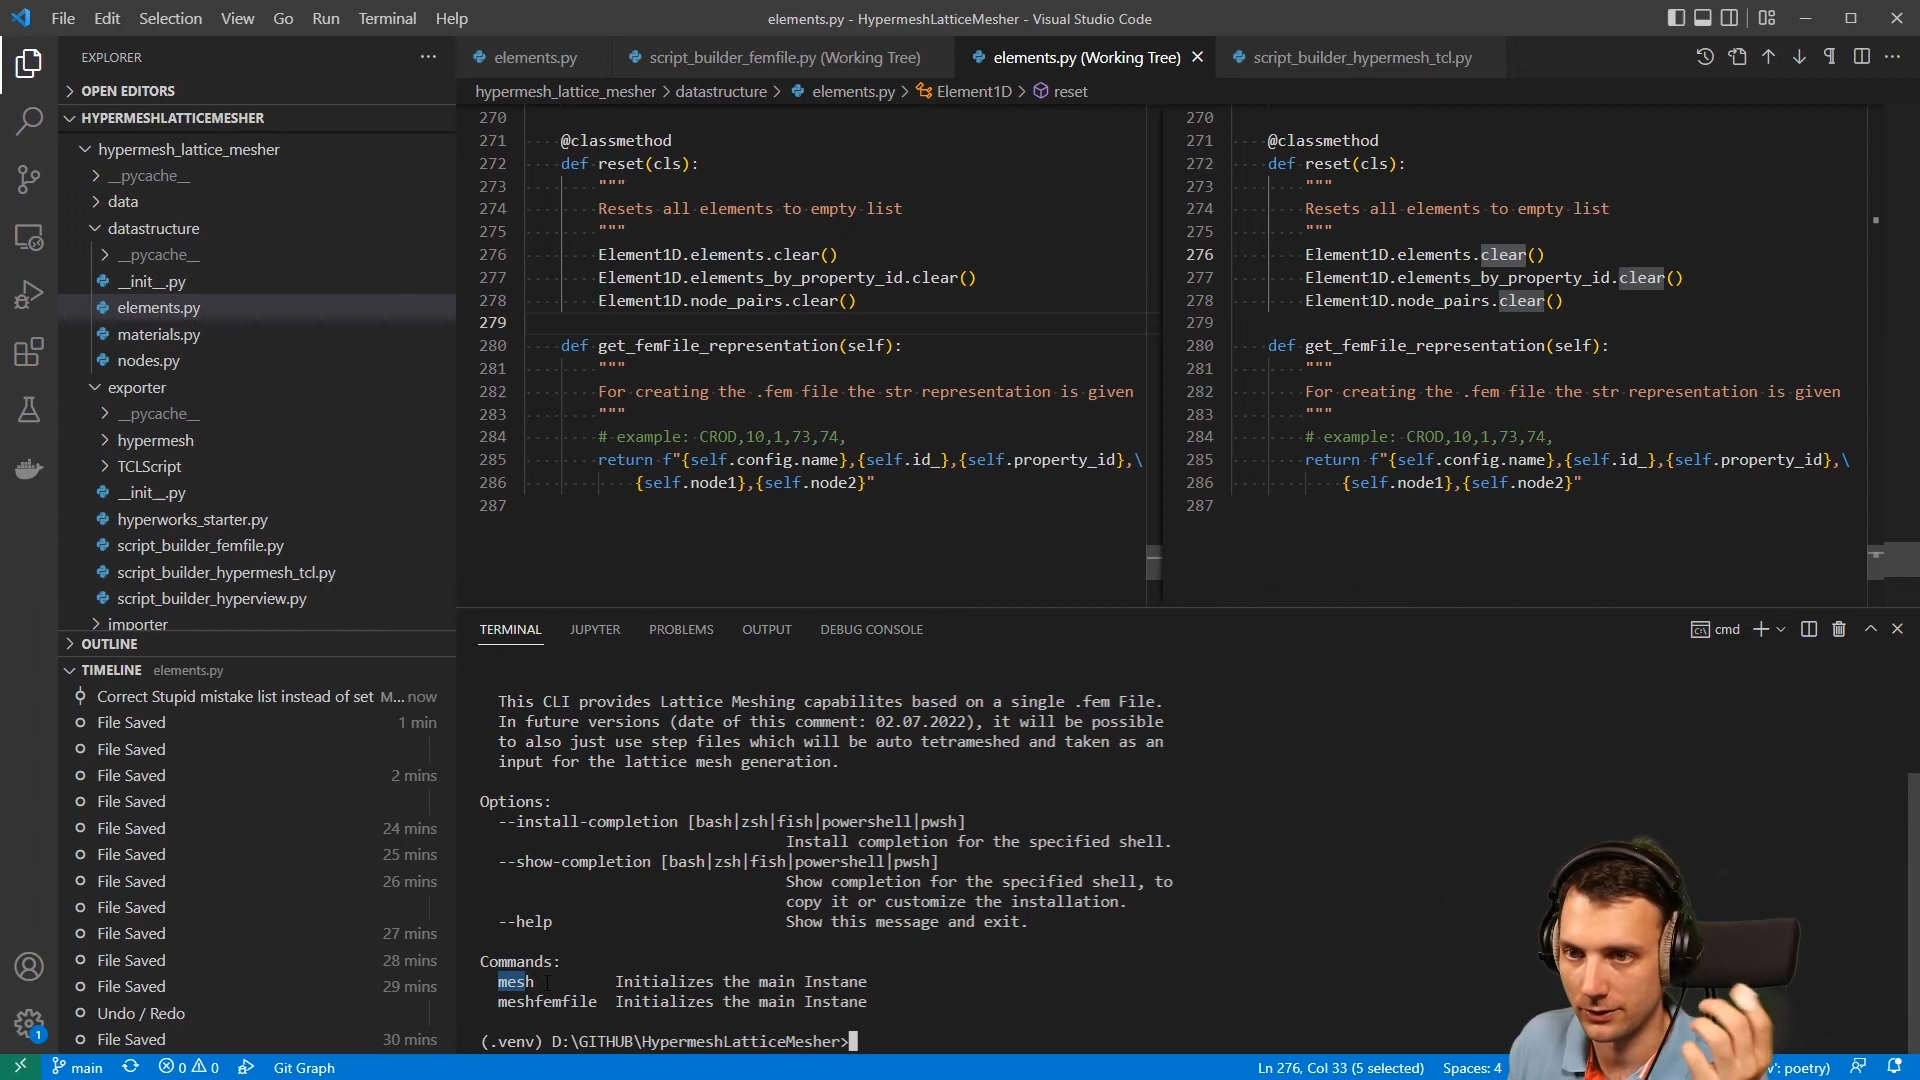 File Edit Selection View Go Run Terminal Help
elements.py - HypermeshLatticeMesher - Visual Studio Code
EXPLORER
OPEN EDITORS
HYPERMESHLATTICEMESHER
hypermesh_lattice_mesher
__pycache__
data
datastructure
__pycache__
__init__.py
elements.py
materials.py
nodes.py
exporter
__pycache__
hypermesh
TCLScript
__init__.py
hyperworks_starter.py
script_builder_femfile.py
script_builder_hypermesh_tcl.py
script_builder_hyperview.py
importer
OUTLINE
TIMELINE elements.py
Correct Stupid mistake list instead of set M... now
File Saved 1 min
File Saved
File Saved 2 mins
File Saved
File Saved 24 mins
File Saved 25 mins
File Saved 26 mins
File Saved
File Saved 27 mins
File Saved 28 mins
File Saved 29 mins
Undo / Redo
File Saved 30 mins
1
elements.py script_builder_femfile.py (Working Tree) elements.py (Working Tree) script_builder_hypermesh_tcl.py
hypermesh_lattice_mesher > datastructure > elements.py > Element1D > reset
270
271 @classmethod
272 def reset(cls):
273 """
274 Resets all elements to empty list
275 """
276 Element1D.elements.clear()
277 Element1D.elements_by_property_id.clear()
278 Element1D.node_pairs.clear()
279
280 def get_femFile_representation(self):
281 """
282 For creating the .fem file the str representation is given
283 """
284 # example: CROD,10,1,73,74,
285 return f"{self.config.name},{self.id_},{self.property_id},\
286 {self.node1},{self.node2}"
287
270
271 @classmethod
272 def reset(cls):
273 """
274 Resets all elements to empty list
275 """
276 Element1D.elements.clear()
277 Element1D.elements_by_property_id.clear()
278 Element1D.node_pairs.clear()
279
280 def get_femFile_representation(self):
281 """
282 For creating the .fem file the str representation is given
283 """
284 # example: CROD,10,1,73,74,
285 return f"{self.config.name},{self.id_},{self.property_id},\
286 {self.node1},{self.node2}"
287
TERMINAL JUPYTER PROBLEMS OUTPUT DEBUG CONSOLE
cmd
This CLI provides Lattice Meshing capabilites based on a single .fem File.
In future versions (date of this comment: 02.07.2022), it will be possible
to also just use step files which will be auto tetrameshed and taken as an
input for the lattice mesh generation.
Options:
--install-completion [bash|zsh|fish|powershell|pwsh]
Install completion for the specified shell.
--show-completion [bash|zsh|fish|powershell|pwsh]
Show completion for the specified shell, to
copy it or customize the installation.
--help Show this message and exit.
Commands:
mesh Initializes the main Instane
meshfemfile Initializes the main Instane
(.venv) D:\GITHUB\HypermeshLatticeMesher>
main 0 0 Git Graph
Ln 276, Col 33 (5 selected) Spaces: 4 v': poetry)